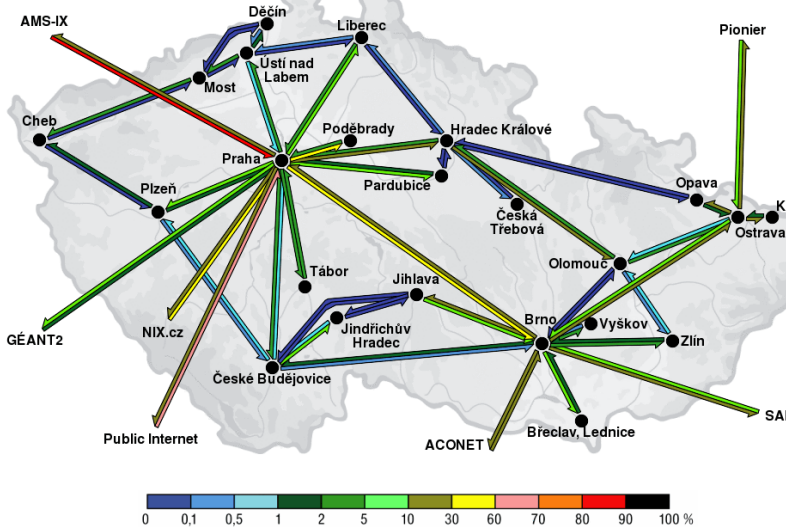 AMS-IX
Děčín
Liberec
Pionier
Ústí nad
Labem
Most
Cheb
Poděbrady
Hradec Králové
Praha
Pardubice
Opava
Plzeň
Česká
Třebová
K
Ostrava
Olomouc
Tábor
Jihlava
GÉANT2
NIX.cz
Jindřichův
Hradec
Brno
Vyškov
Zlín
České Budějovice
SA
Public Internet
ACONET
Břeclav, Lednice
0 0,1 0,5 1 2 5 10 30 60 70 80 90 100 %